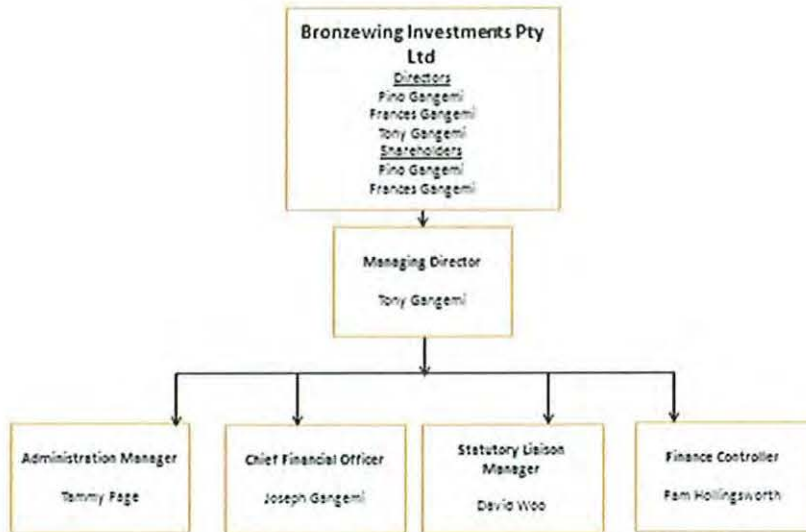 Bronzewing Investments Pty
Ltd
Directors
Pino Gangemi
Frances Gangemi
Tony Gangemi
Shareholders
Pino Gangemi
Frances Gangemi
Managing Director
Tony Gangemi
Administration Manager
Tammy Page
Chief Financial Officer
Joseph Gangemi
Statutory Liaison
Manager
David Woo
Finance Controller
Pam Hollingsworth